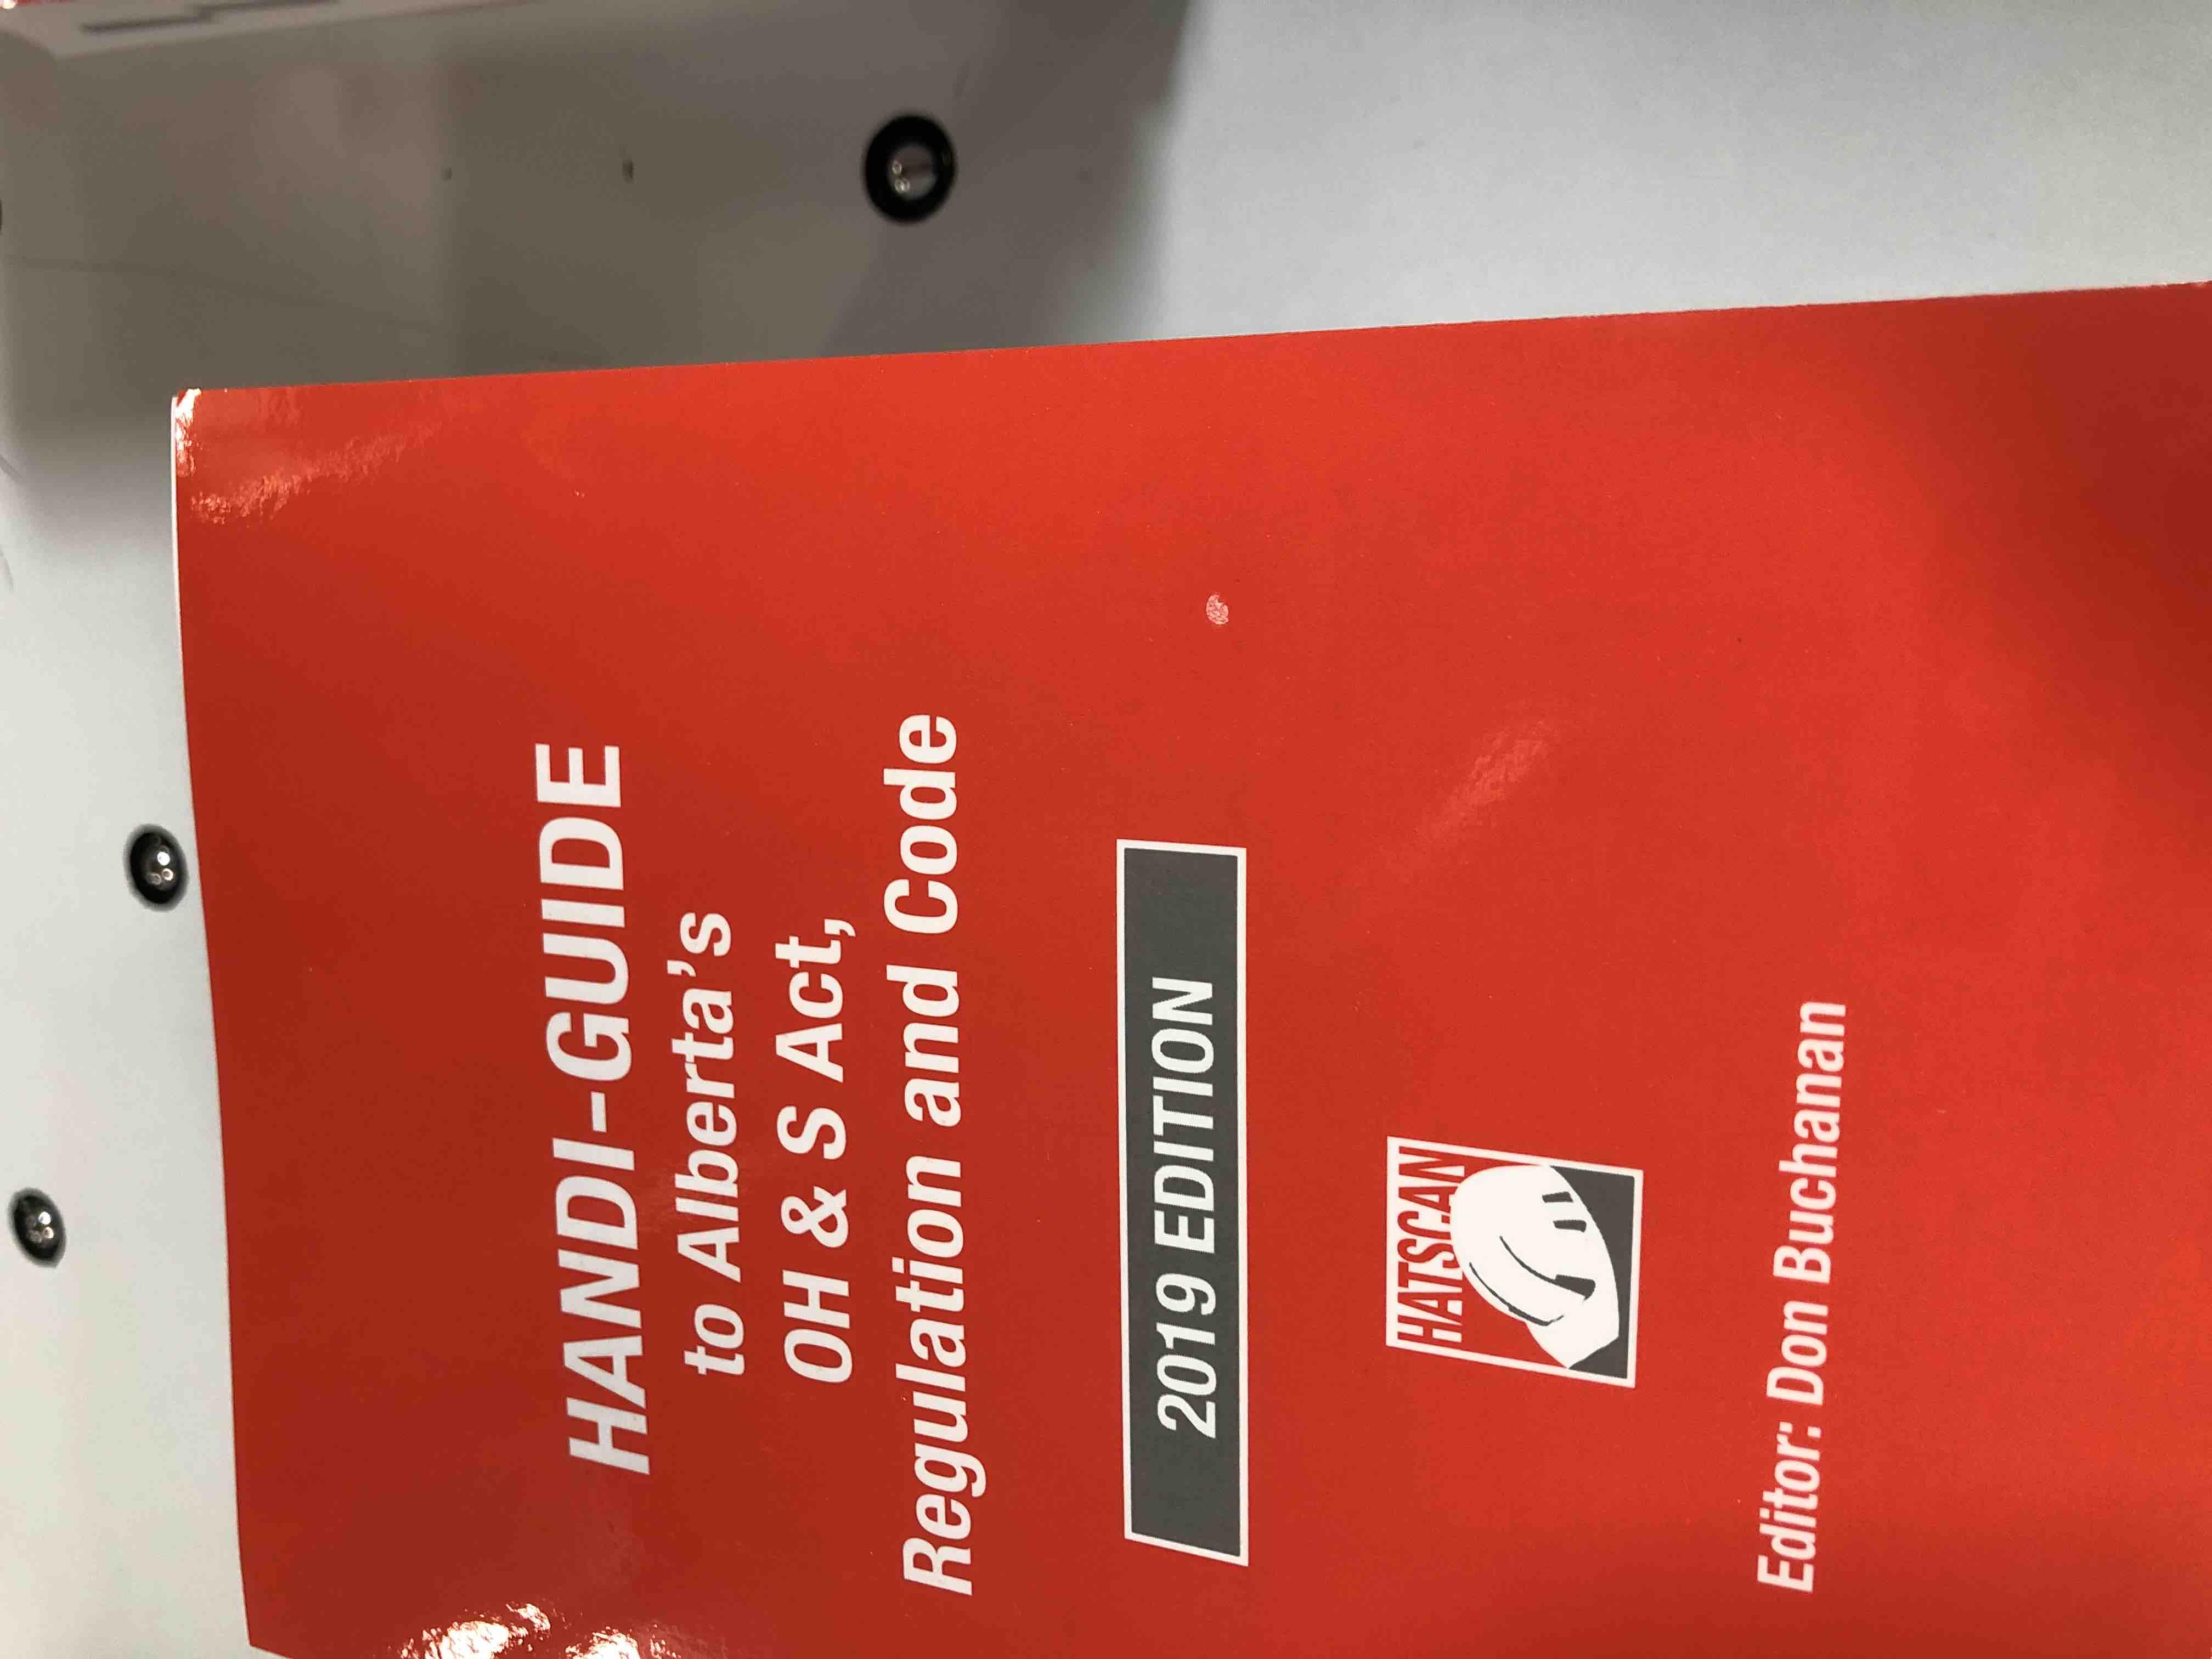 HANDI-GUIDE
to Alberta's
OH & S Act,
Regulation and Code
2019 EDITION
HATSCAN
Editor: Don Buchanan